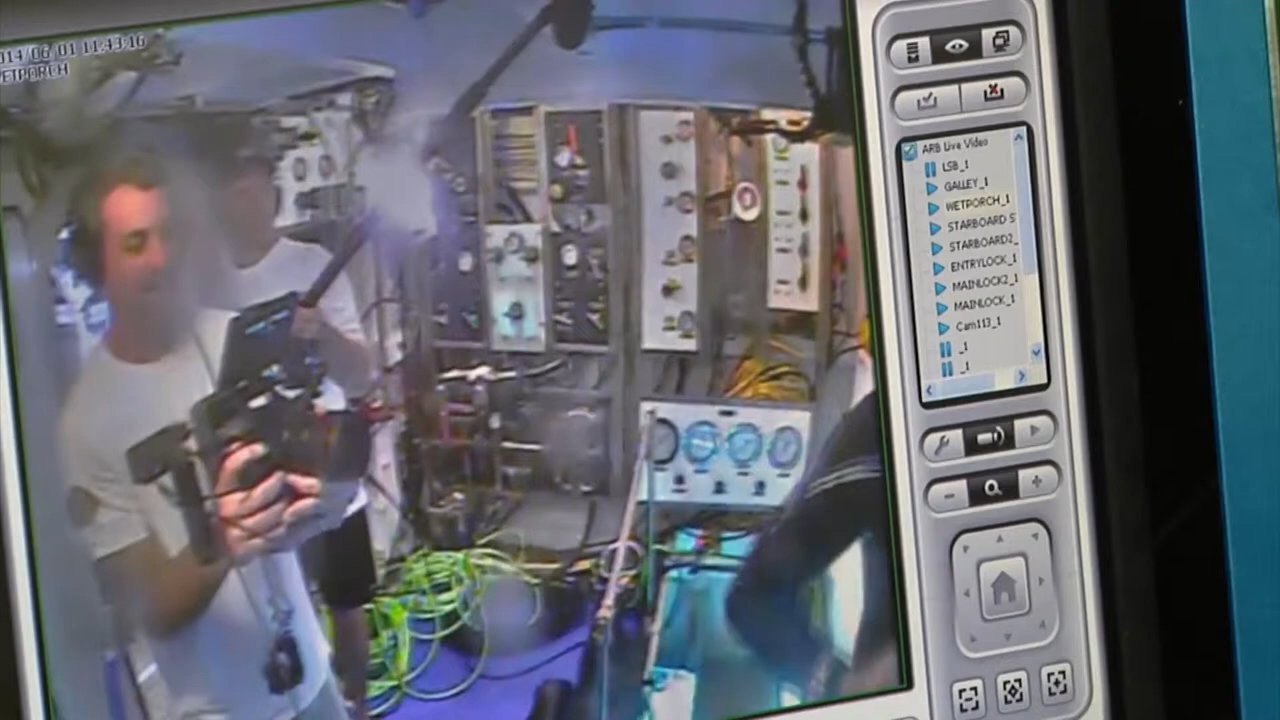 014/06/01 11:43:16
ETPORCH
ARB Live Video
LSB_1
GALLEY_1
WETPORCH_1
STARBOARD S
STARBOARD2_
ENTRYLOCK_1
MAINLOCK2_1
MAINLOCK_1
Cam113_1
_1
_1